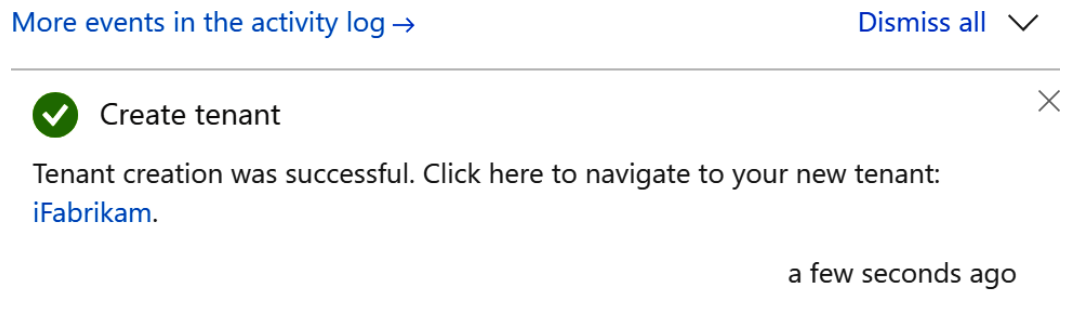 More events in the activity log → Dismiss all
Create tenant
Tenant creation was successful. Click here to navigate to your new tenant:
iFabrikam.
a few seconds ago